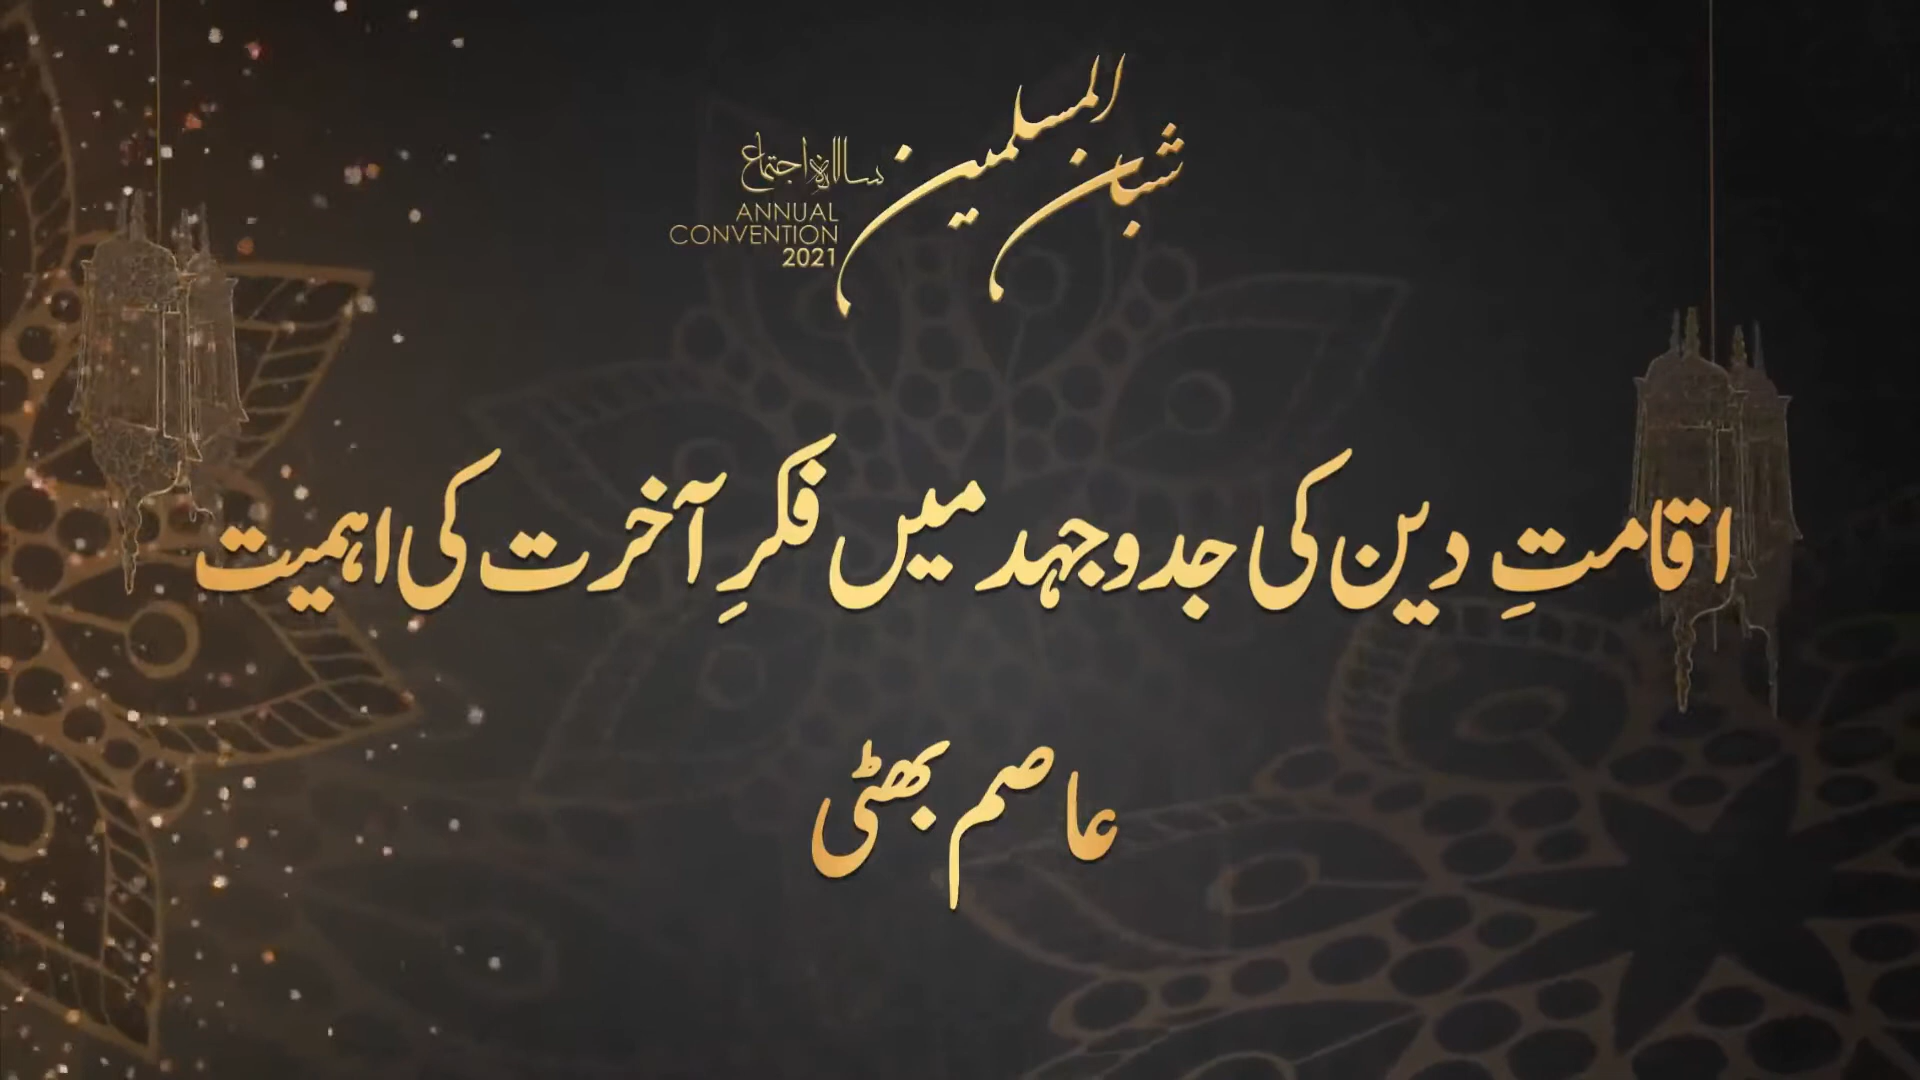 شبان المسلمین
سالانہ اجتماع
ANNUAL
CONVENTION
2021
اقامتِ دین کی جدوجہد میں فکرِ آخرت کی اہمیت
عاصم بھٹی